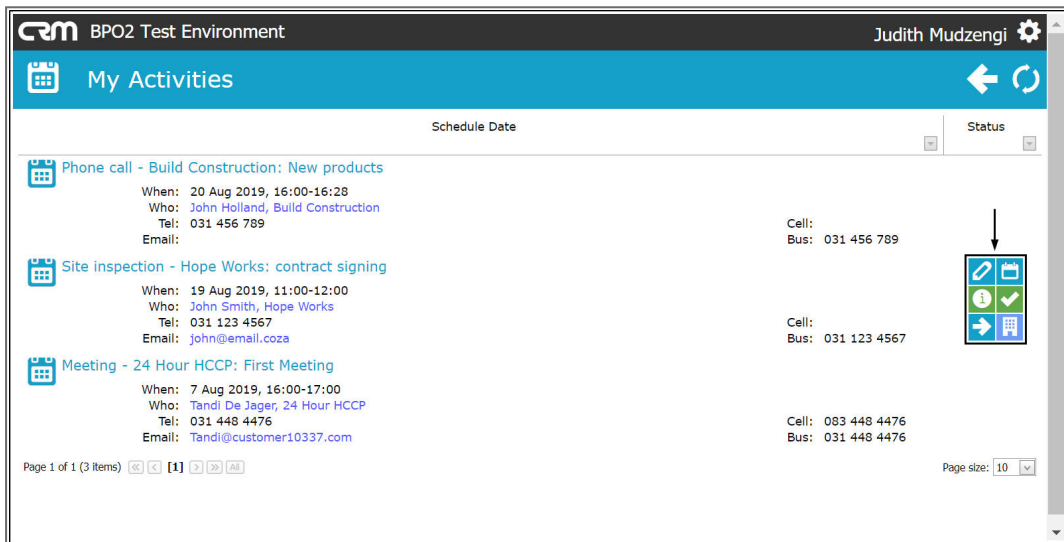 CRM BPO2 Test Environment Judith Mudzengi
My Activities
Schedule Date Status
Phone call - Build Construction: New products
When: 20 Aug 2019, 16:00-16:28
Who: John Holland, Build Construction
Tel: 031 456 789 Cell:
Email: Bus: 031 456 789
Site inspection - Hope Works: contract signing
When: 19 Aug 2019, 11:00-12:00
Who: John Smith, Hope Works
Tel: 031 123 4567 Cell:
Email: john@email.coza Bus: 031 123 4567
Meeting - 24 Hour HCCP: First Meeting
When: 7 Aug 2019, 16:00-17:00
Who: Tandi De Jager, 24 Hour HCCP
Tel: 031 448 4476 Cell: 083 448 4476
Email: Tandi@customer10337.com Bus: 031 448 4476
Page 1 of 1 (3 items) [1] All Page size: 10